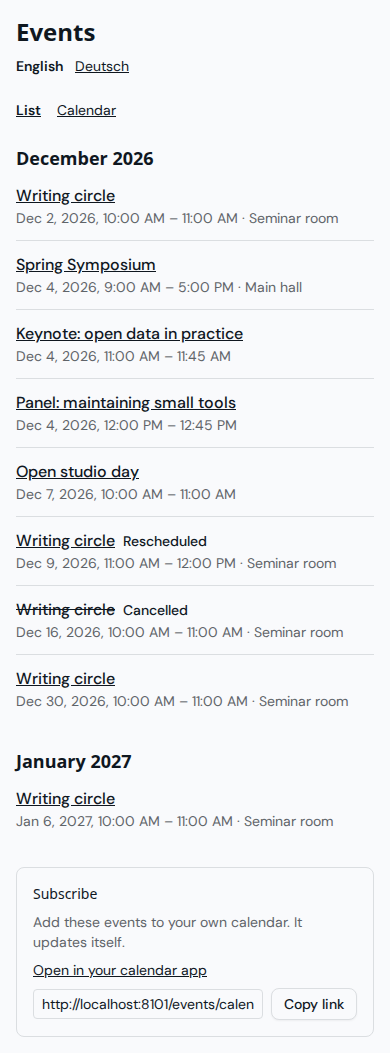 Events
English Deutsch
List Calendar
December 2026
Writing circle
Dec 2, 2026, 10:00 AM – 11:00 AM · Seminar room
Spring Symposium
Dec 4, 2026, 9:00 AM – 5:00 PM · Main hall
Keynote: open data in practice
Dec 4, 2026, 11:00 AM – 11:45 AM
Panel: maintaining small tools
Dec 4, 2026, 12:00 PM – 12:45 PM
Open studio day
Dec 7, 2026, 10:00 AM – 11:00 AM
Writing circle Rescheduled
Dec 9, 2026, 11:00 AM – 12:00 PM · Seminar room
Writing circle Cancelled
Dec 16, 2026, 10:00 AM – 11:00 AM · Seminar room
Writing circle
Dec 30, 2026, 10:00 AM – 11:00 AM · Seminar room
January 2027
Writing circle
Jan 6, 2027, 10:00 AM – 11:00 AM · Seminar room
Subscribe
Add these events to your own calendar. It
updates itself.
Open in your calendar app
http://localhost:8101/events/calen Copy link